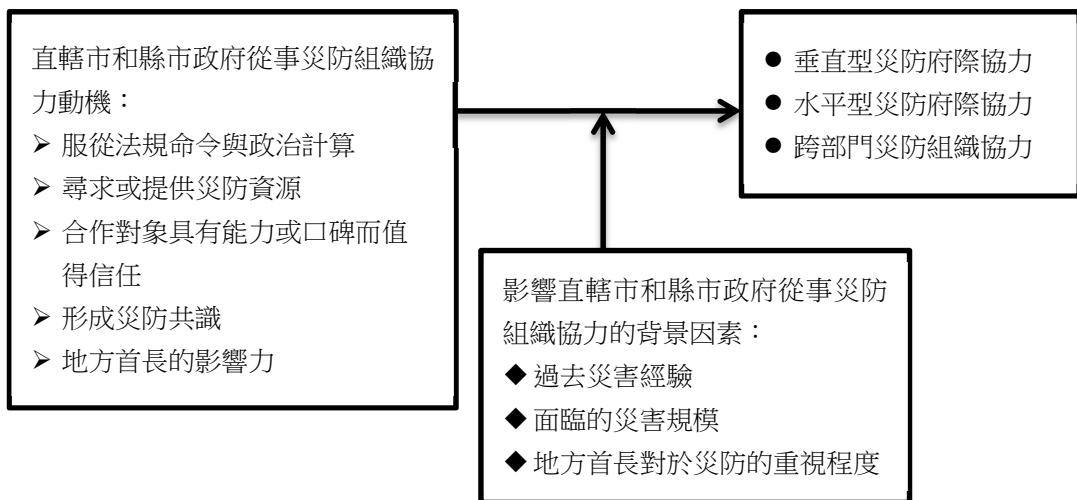 直轄市和縣市政府從事災防組織協
力動機：
➢ 服從法規命令與政治計算
➢ 尋求或提供災防資源
➢ 合作對象具有能力或口碑而值
得信任
➢ 形成災防共識
➢ 地方首長的影響力
● 垂直型災防府際協力
● 水平型災防府際協力
● 跨部門災防組織協力
影響直轄市和縣市政府從事災防
組織協力的背景因素：
◆ 過去災害經驗
◆ 面臨的災害規模
◆ 地方首長對於災防的重視程度